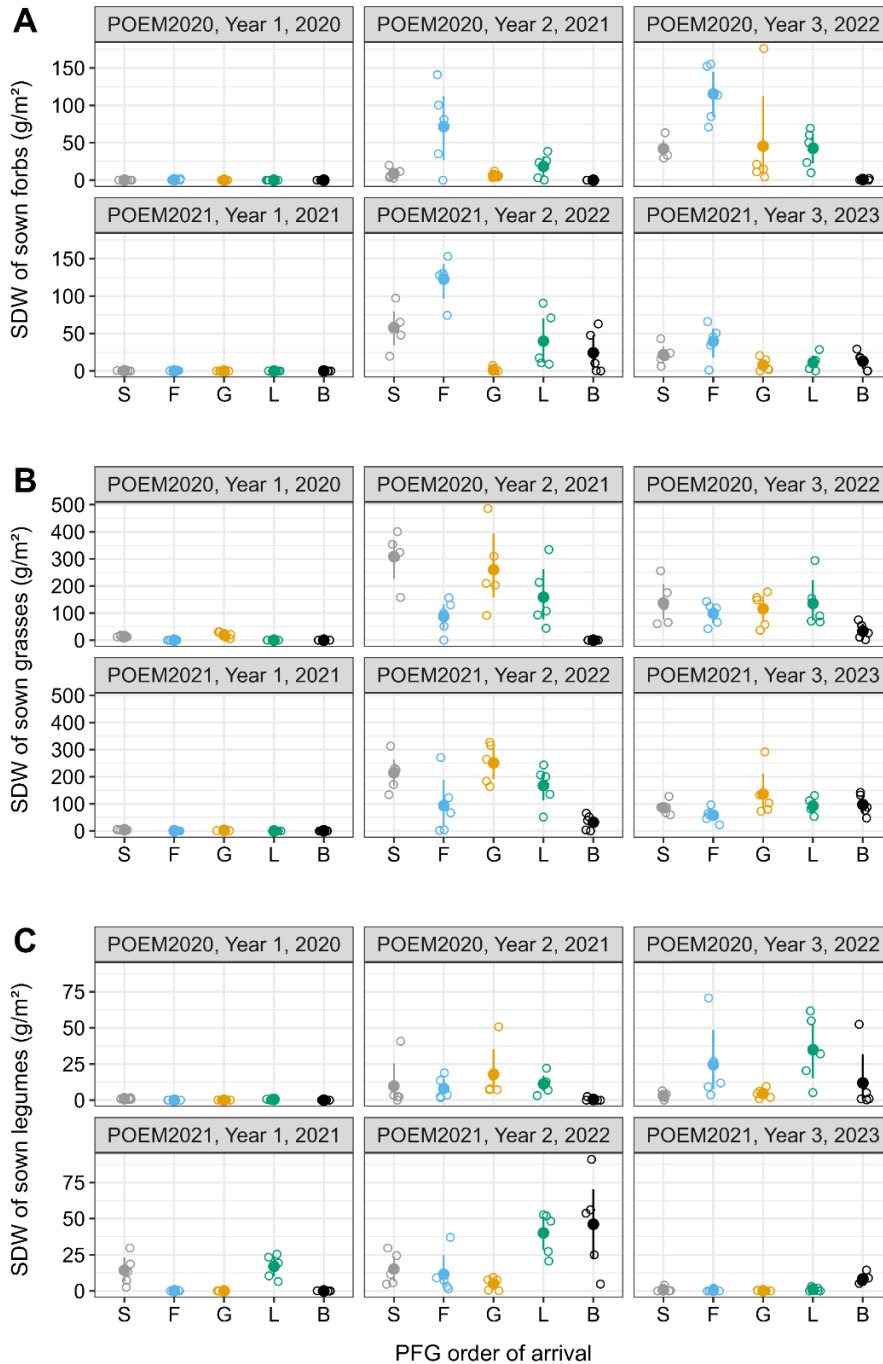 A
POEM2020, Year 1, 2020
POEM2020, Year 2, 2021
POEM2020, Year 3, 2022
150
100
50
0
POEM2021, Year 1, 2021
POEM2021, Year 2, 2022
POEM2021, Year 3, 2023
150
100
50
0
SDW of sown forbs (g/m²)
S F G L B
S F G L B
S F G L B
B
POEM2020, Year 1, 2020
POEM2020, Year 2, 2021
POEM2020, Year 3, 2022
500
400
300
200
100
0
POEM2021, Year 1, 2021
POEM2021, Year 2, 2022
POEM2021, Year 3, 2023
500
400
300
200
100
0
SDW of sown grasses (g/m²)
S F G L B
S F G L B
S F G L B
C
POEM2020, Year 1, 2020
POEM2020, Year 2, 2021
POEM2020, Year 3, 2022
75
50
25
0
POEM2021, Year 1, 2021
POEM2021, Year 2, 2022
POEM2021, Year 3, 2023
75
50
25
0
SDW of sown legumes (g/m²)
S F G L B
S F G L B
S F G L B
PFG order of arrival